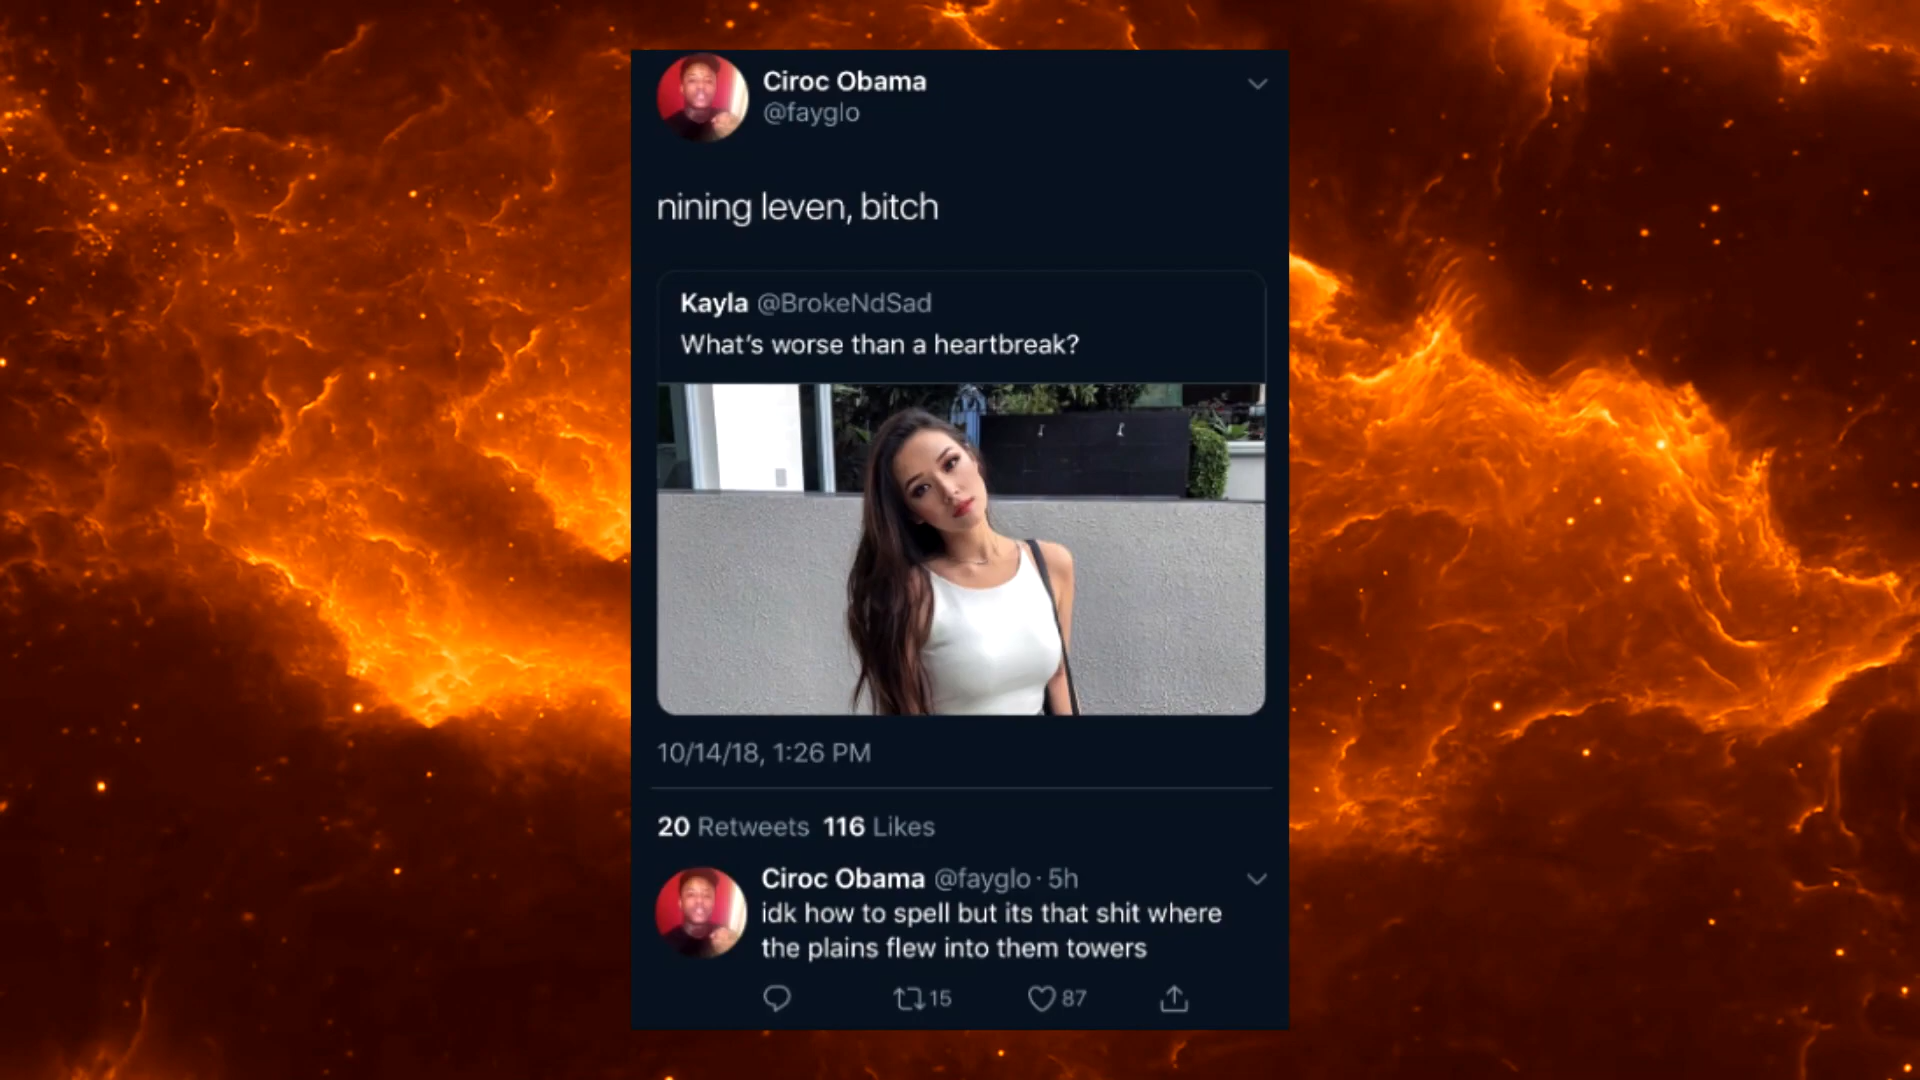 Ciroc Obama
@fayglo
nining leven, bitch
Kayla @BrokeNdSad
What's worse than a heartbreak?
10/14/18, 1:26 PM
20 Retweets 116 Likes
Ciroc Obama @fayglo · 5h
idk how to spell but its that shit where
the plains flew into them towers
15 87